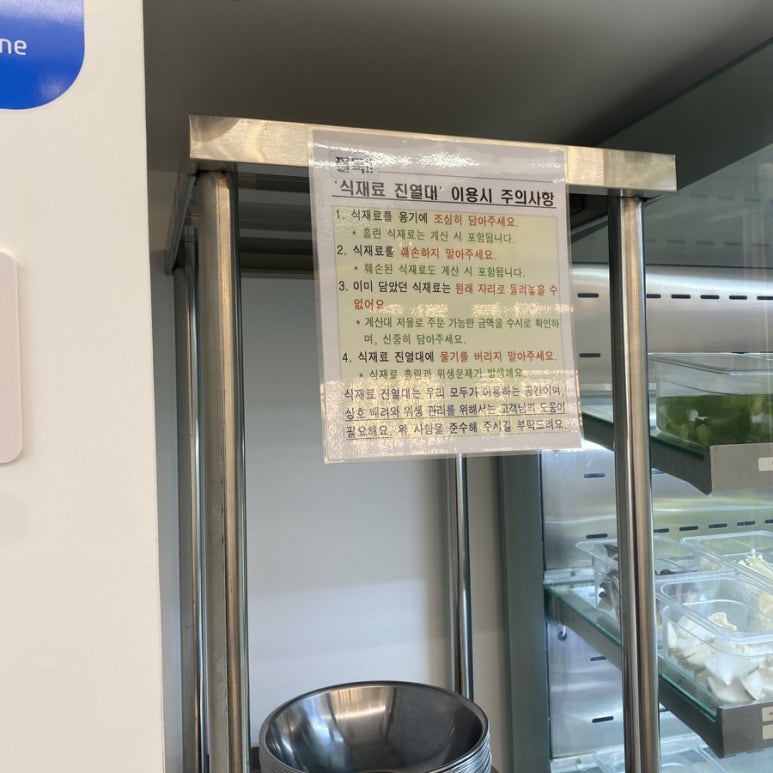 ne
필독!!
'식재료 진열대' 이용시 주의사항
1. 식재료를 용기에 조심히 담아주세요.
* 흘린 식재료는 계산 시 포함됩니다.
2. 식재료를 훼손하지 말아주세요.
* 훼손된 식재료도 계산 시 포함됩니다.
3. 이미 담았던 식재료는 원래 자리로 돌려놓을 수
없어요.
* 계산대 저울로 주문 가능한 금액을 수시로 확인하
며, 신중히 담아주세요.
4. 식재료 진열대에 물기를 버리지 말아주세요.
* 식재료 흘림과 위생문제가 발생해요.
식재료 진열대는 우리 모두가 이용하는 공간이며,
상호 배려와 위생 관리를 위해서는 고객님의 도움이
필요해요. 위 사항을 준수해 주시길 부탁드려요.